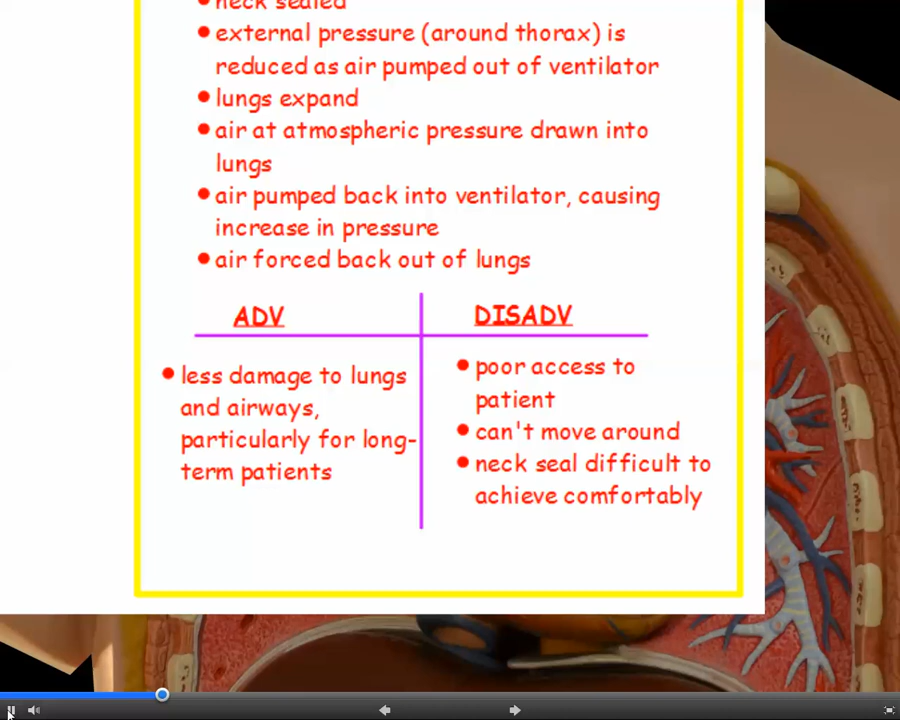 neck sealed
external pressure (around thorax) is
reduced as air pumped out of ventilator
lungs expand
air at atmospheric pressure drawn into
lungs
air pumped back into ventilator, causing
increase in pressure
air forced back out of lungs
ADV
DISADV
less damage to lungs
and airways,
particularly for long-
term patients
poor access to
patient
can't move around
neck seal difficult to
achieve comfortably